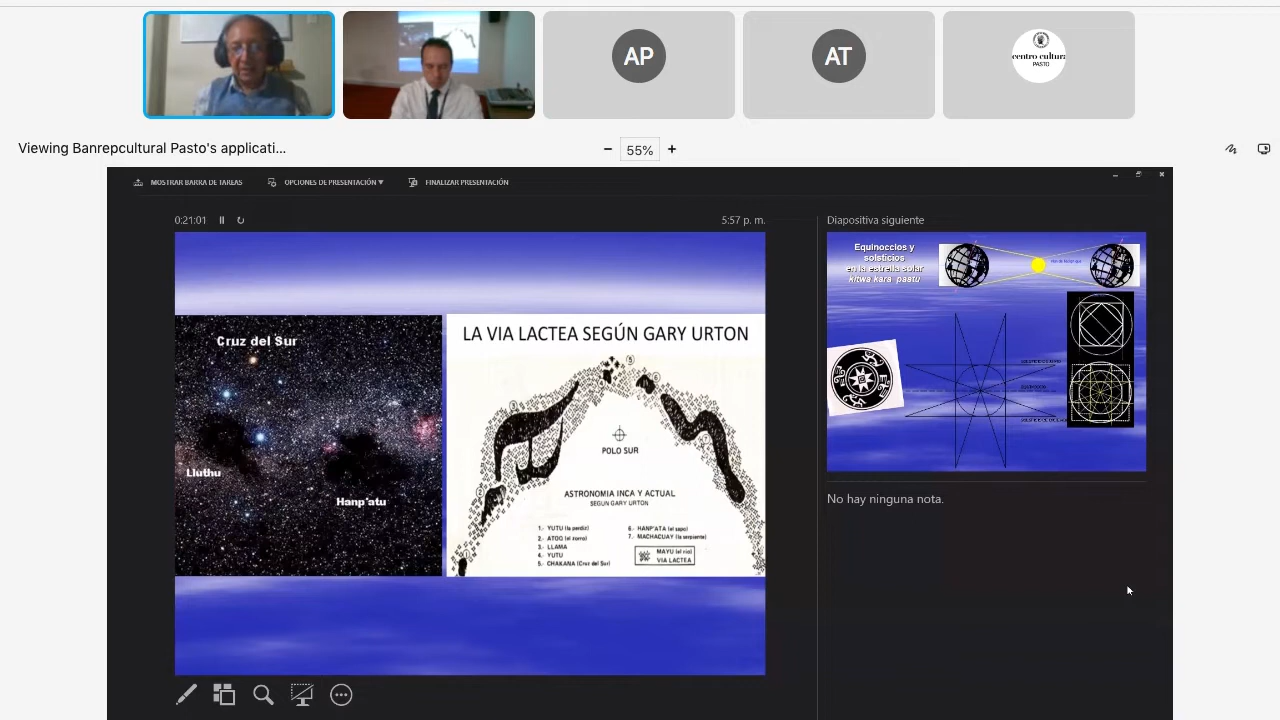 AP
AT
centro cultural
PASTO
Viewing Banrepcultural Pasto's applicati...
− 55% +
MOSTRAR BARRA DE TAREAS
OPCIONES DE PRESENTACIÓN ▼
FINALIZAR PRESENTACIÓN
0:21:01
5:57 p. m.
Diapositiva siguiente
Cruz del Sur
Lluthu
Hanp'atu
LA VIA LACTEA SEGÚN GARY URTON
POLO SUR
ASTRONOMIA INCA Y ACTUAL
SEGUN GARY URTON
1.- YUTU (la perdiz)
2.- ATOQ (el zorro)
3.- LLAMA
4.- YUTU
5.- CHAKANA (Cruz del Sur)
6.- HANP'ATA (el sapo)
7.- MACHACUAY (la serpiente)
MAYU (el rio)
VIA LACTEA
Equinoccios y
solsticios
en la estrella solar
kitwa kara paatu
No hay ninguna nota.